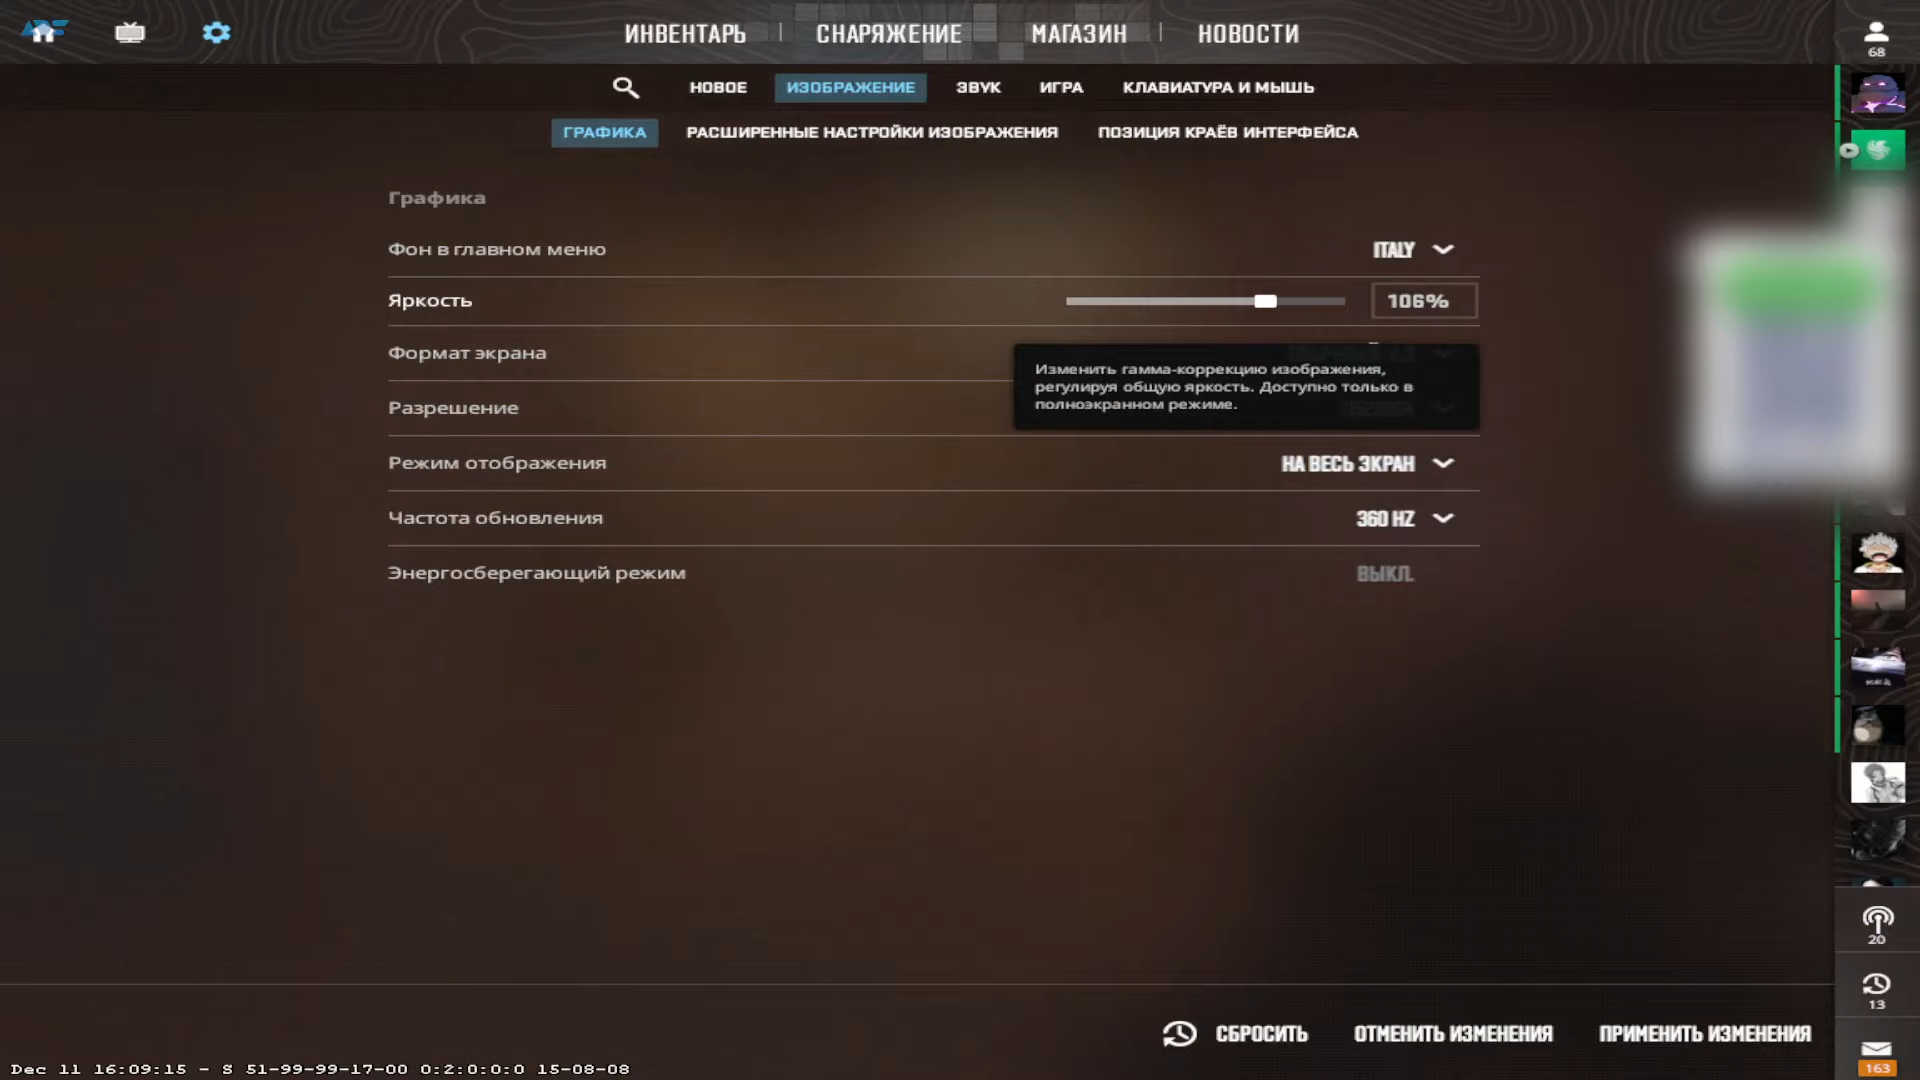 ИНВЕНТАРЬ | СНАРЯЖЕНИЕ МАГАЗИН | НОВОСТИ
68
НОВОЕ ИЗОБРАЖЕНИЕ ЗВУК ИГРА КЛАВИАТУРА И МЫШЬ
ГРАФИКА РАСШИРЕННЫЕ НАСТРОЙКИ ИЗОБРАЖЕНИЯ ПОЗИЦИЯ КРАЁВ ИНТЕРФЕЙСА
Графика
Фон в главном меню ITALY
Яркость 106%
Формат экрана
Изменить гамма-коррекцию изображения,
регулируя общую яркость. Доступно только в
полноэкранном режиме.
Разрешение
Режим отображения НА ВЕСЬ ЭКРАН
Частота обновления 360 HZ
Энергосберегающий режим ВЫКЛ.
20
13
СБРОСИТЬ ОТМЕНИТЬ ИЗМЕНЕНИЯ ПРИМЕНИТЬ ИЗМЕНЕНИЯ
163
Dec 11 16:09:15 - S 51-99-99-17-00 0:2:0:0:0 15-08-08